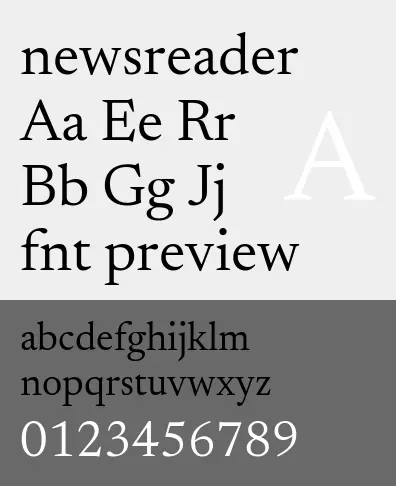 newsreader
Aa Ee Rr
A
Bb Gg Jj
fnt preview
abcdefghijklm
nopqrstuvwxyz
0123456789